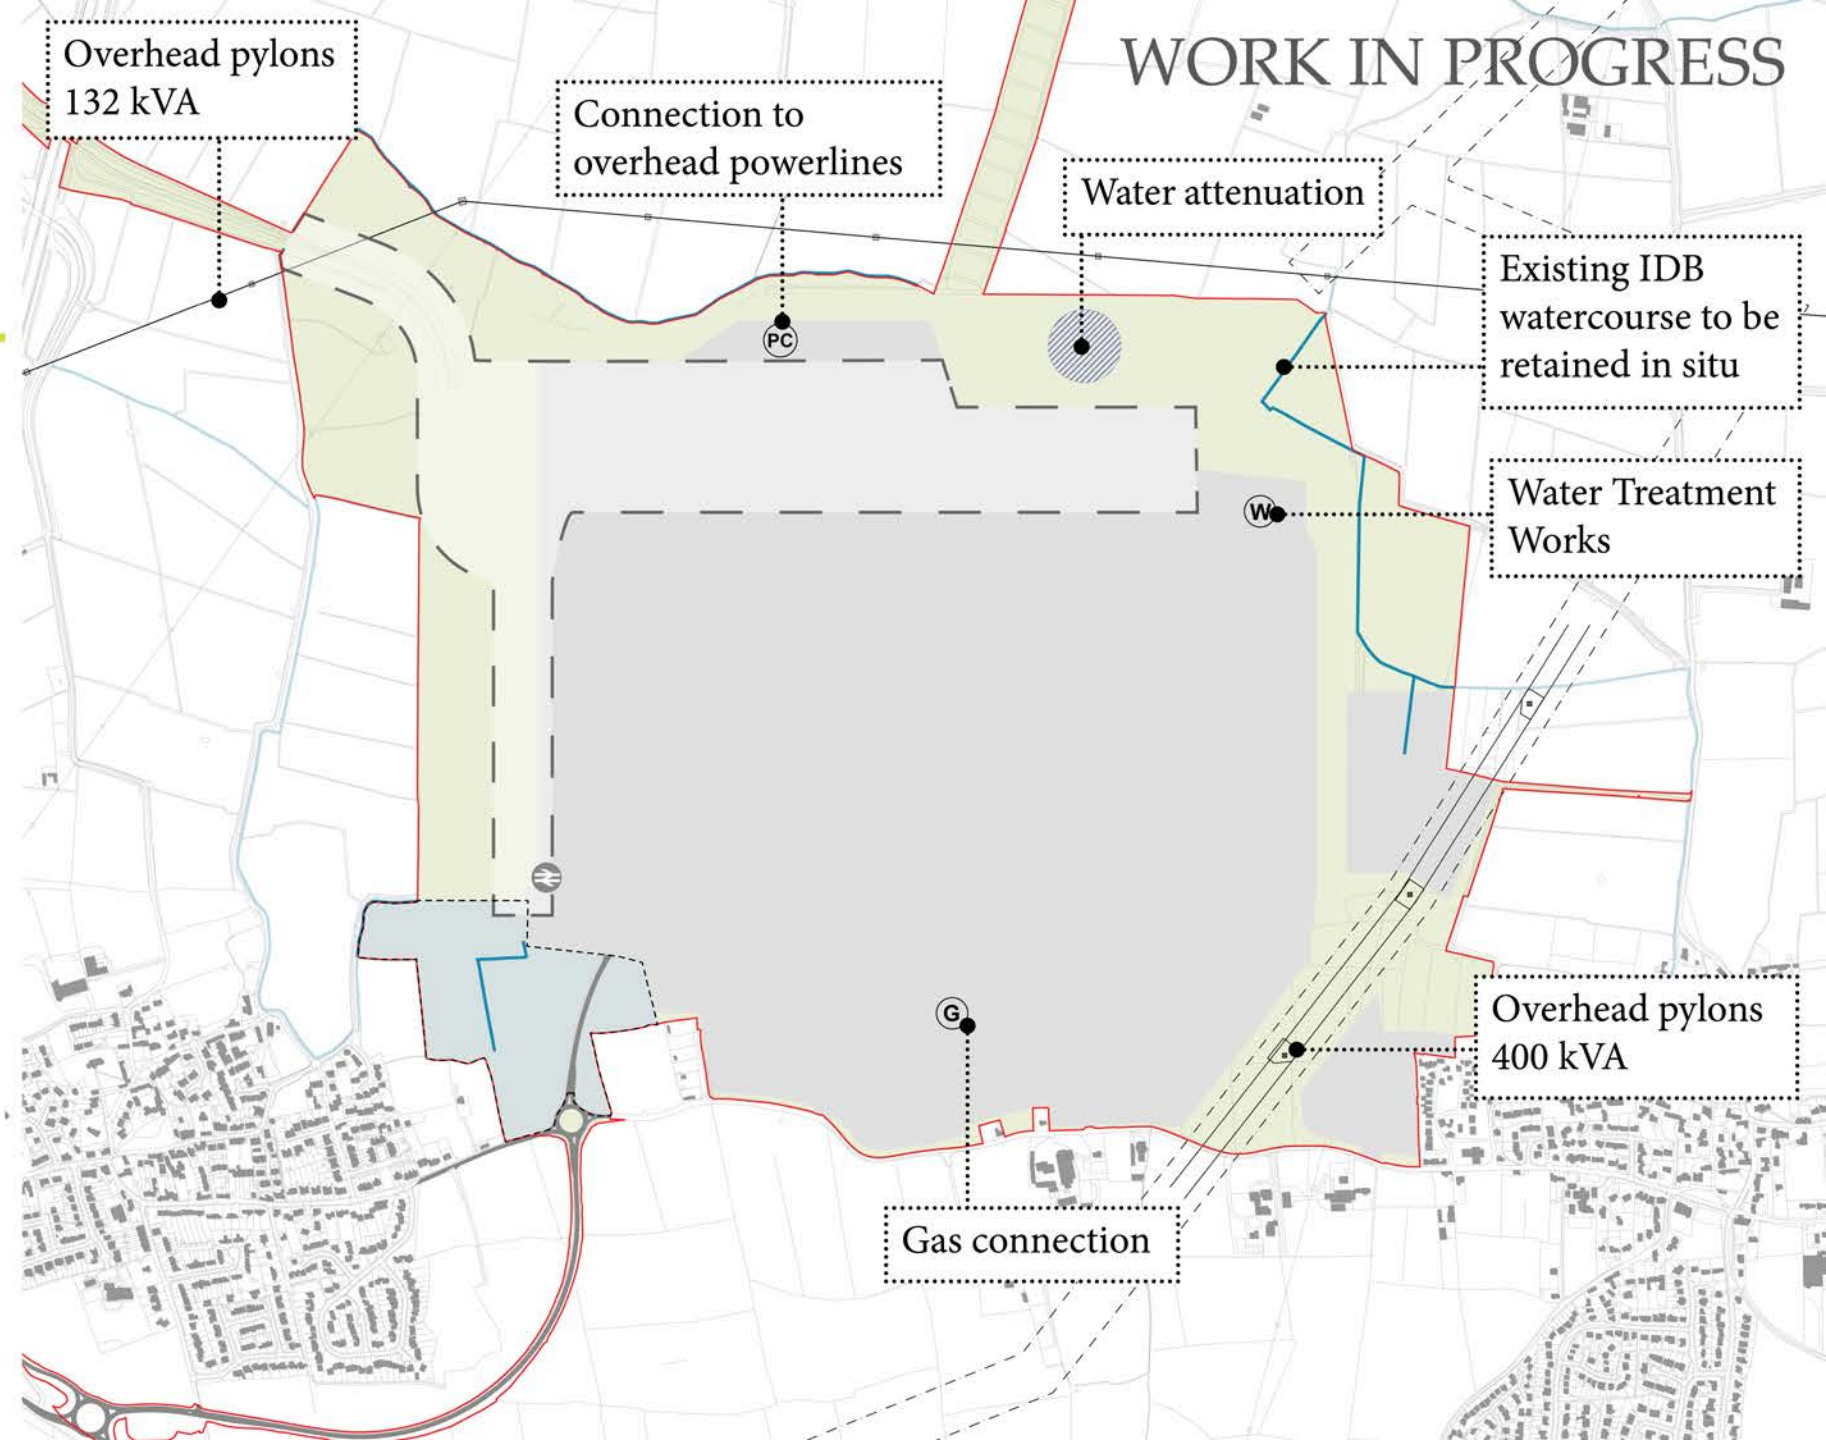 WORK IN PROGRESS
Overhead pylons
132 kVA
Connection to
overhead powerlines
Water attenuation
Existing IDB
watercourse to be
retained in situ
PC
Water Treatment
Works
W
G
Overhead pylons
400 kVA
Gas connection